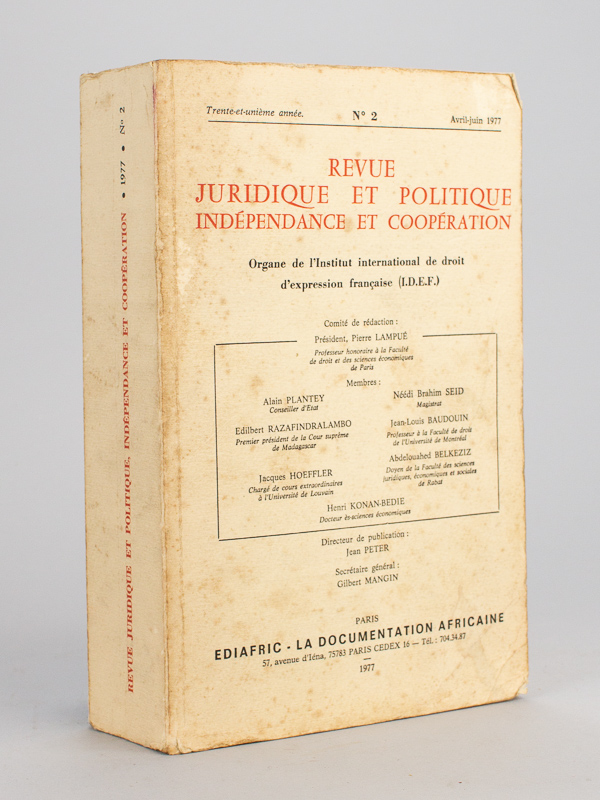 REVUE JURIDIQUE ET POLITIQUE, INDÉPENDANCE ET COOPÉRATION • 1977 • N° 2
Trente-et-unième année. N° 2 Avril-juin 1977
REVUE
JURIDIQUE ET POLITIQUE
INDÉPENDANCE ET COOPÉRATION
Organe de l'Institut international de droit
d'expression française (I.D.E.F.)
Comité de rédaction :
Président, Pierre LAMPUÉ
Professeur honoraire à la Faculté
de droit et des sciences économiques
de Paris
Membres :
Alain PLANTEY
Conseiller d'Etat
Edilbert RAZAFINDRALAMBO
Premier président de la Cour suprême
de Madagascar
Jacques HOEFFLER
Chargé de cours extraordinaires
à l'Université de Louvain
Néédi Brahim SEID
Magistrat
Jean-Louis BAUDOUIN
Professeur à la Faculté de droit
de l'Université de Montréal
Abdelouahed BELKEZIZ
Doyen de la Faculté des sciences
juridiques, économiques et sociales
de Rabat
Henri KONAN-BEDIE
Docteur ès-sciences économiques
Directeur de publication :
Jean PETER
Secrétaire général :
Gilbert MANGIN
PARIS
EDIAFRIC - LA DOCUMENTATION AFRICAINE
57, avenue d'Iéna, 75783 PARIS CEDEX 16 — Tél. : 704.34.87
1977